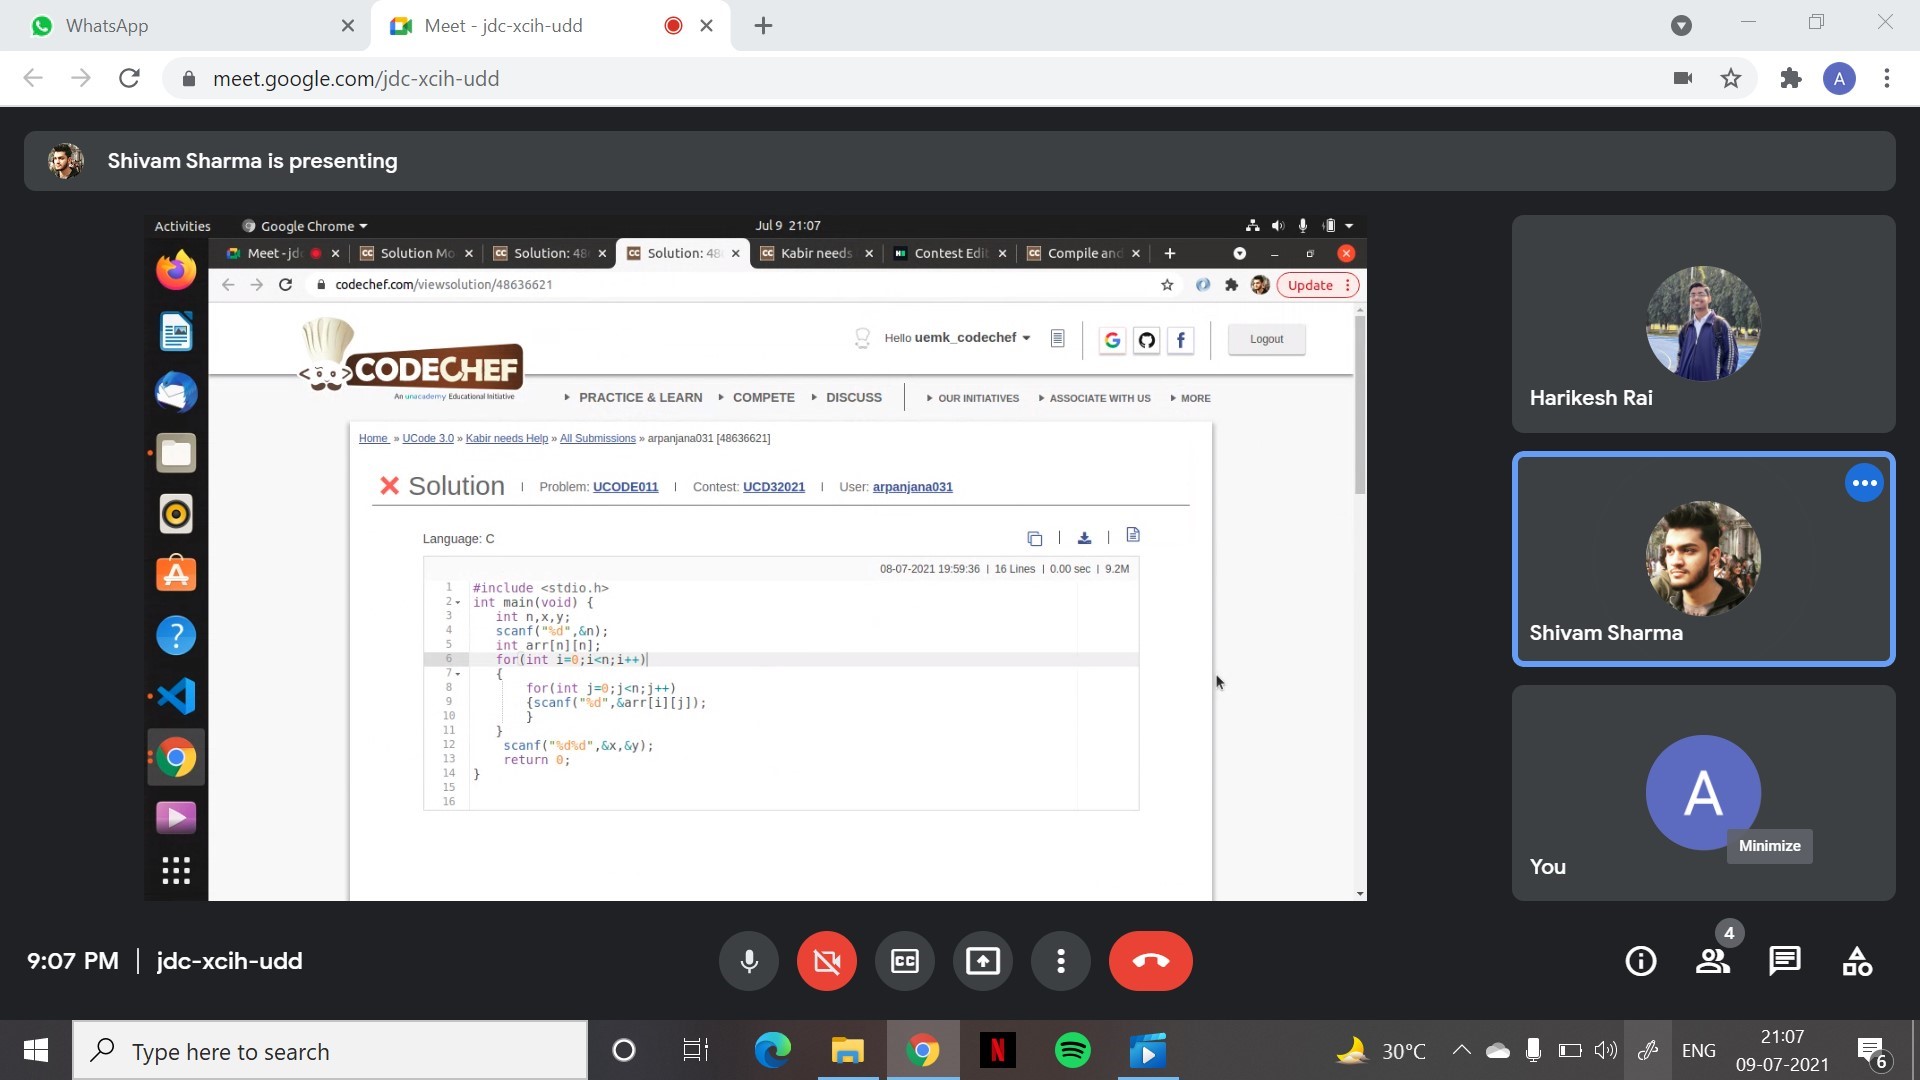 WhatsApp
Meet - jdc-xcih-udd
meet.google.com/jdc-xcih-udd
A
Shivam Sharma is presenting
Activities
Google Chrome
Jul 9 21:07
Meet - jd
Solution Mo
Solution: 48
Solution: 48
Kabir needs
Contest Edi
Compile and
codechef.com/viewsolution/48636621
Update
CODECHEF
An unacademy Educational Initiative
Hello uemk_codechef
Logout
PRACTICE & LEARN
COMPETE
DISCUSS
OUR INITIATIVES
ASSOCIATE WITH US
MORE
Home » UCode 3.0 » Kabir needs Help » All Submissions » arpanjana031 [48636621]
Solution | Problem: UCODE011 | Contest: UCD32021 | User: arpanjana031
Language: C
08-07-2021 19:59:36 | 16 Lines | 0.00 sec | 9.2M
1 #include <stdio.h>
2 int main(void) {
3 int n,x,y;
4 scanf("%d",&n);
5 int arr[n][n];
6 for(int i=0;i<n;i++)
7 {
8 for(int j=0;j<n;j++)
9 {scanf("%d",&arr[i][j]);
10 }
11 }
12 scanf("%d%d",&x,&y);
13 return 0;
14 }
15
16
Harikesh Rai
Shivam Sharma
A
Minimize
You
9:07 PM | jdc-xcih-udd
CC
4
Type here to search
N
30°C
ENG
21:07
09-07-2021
6